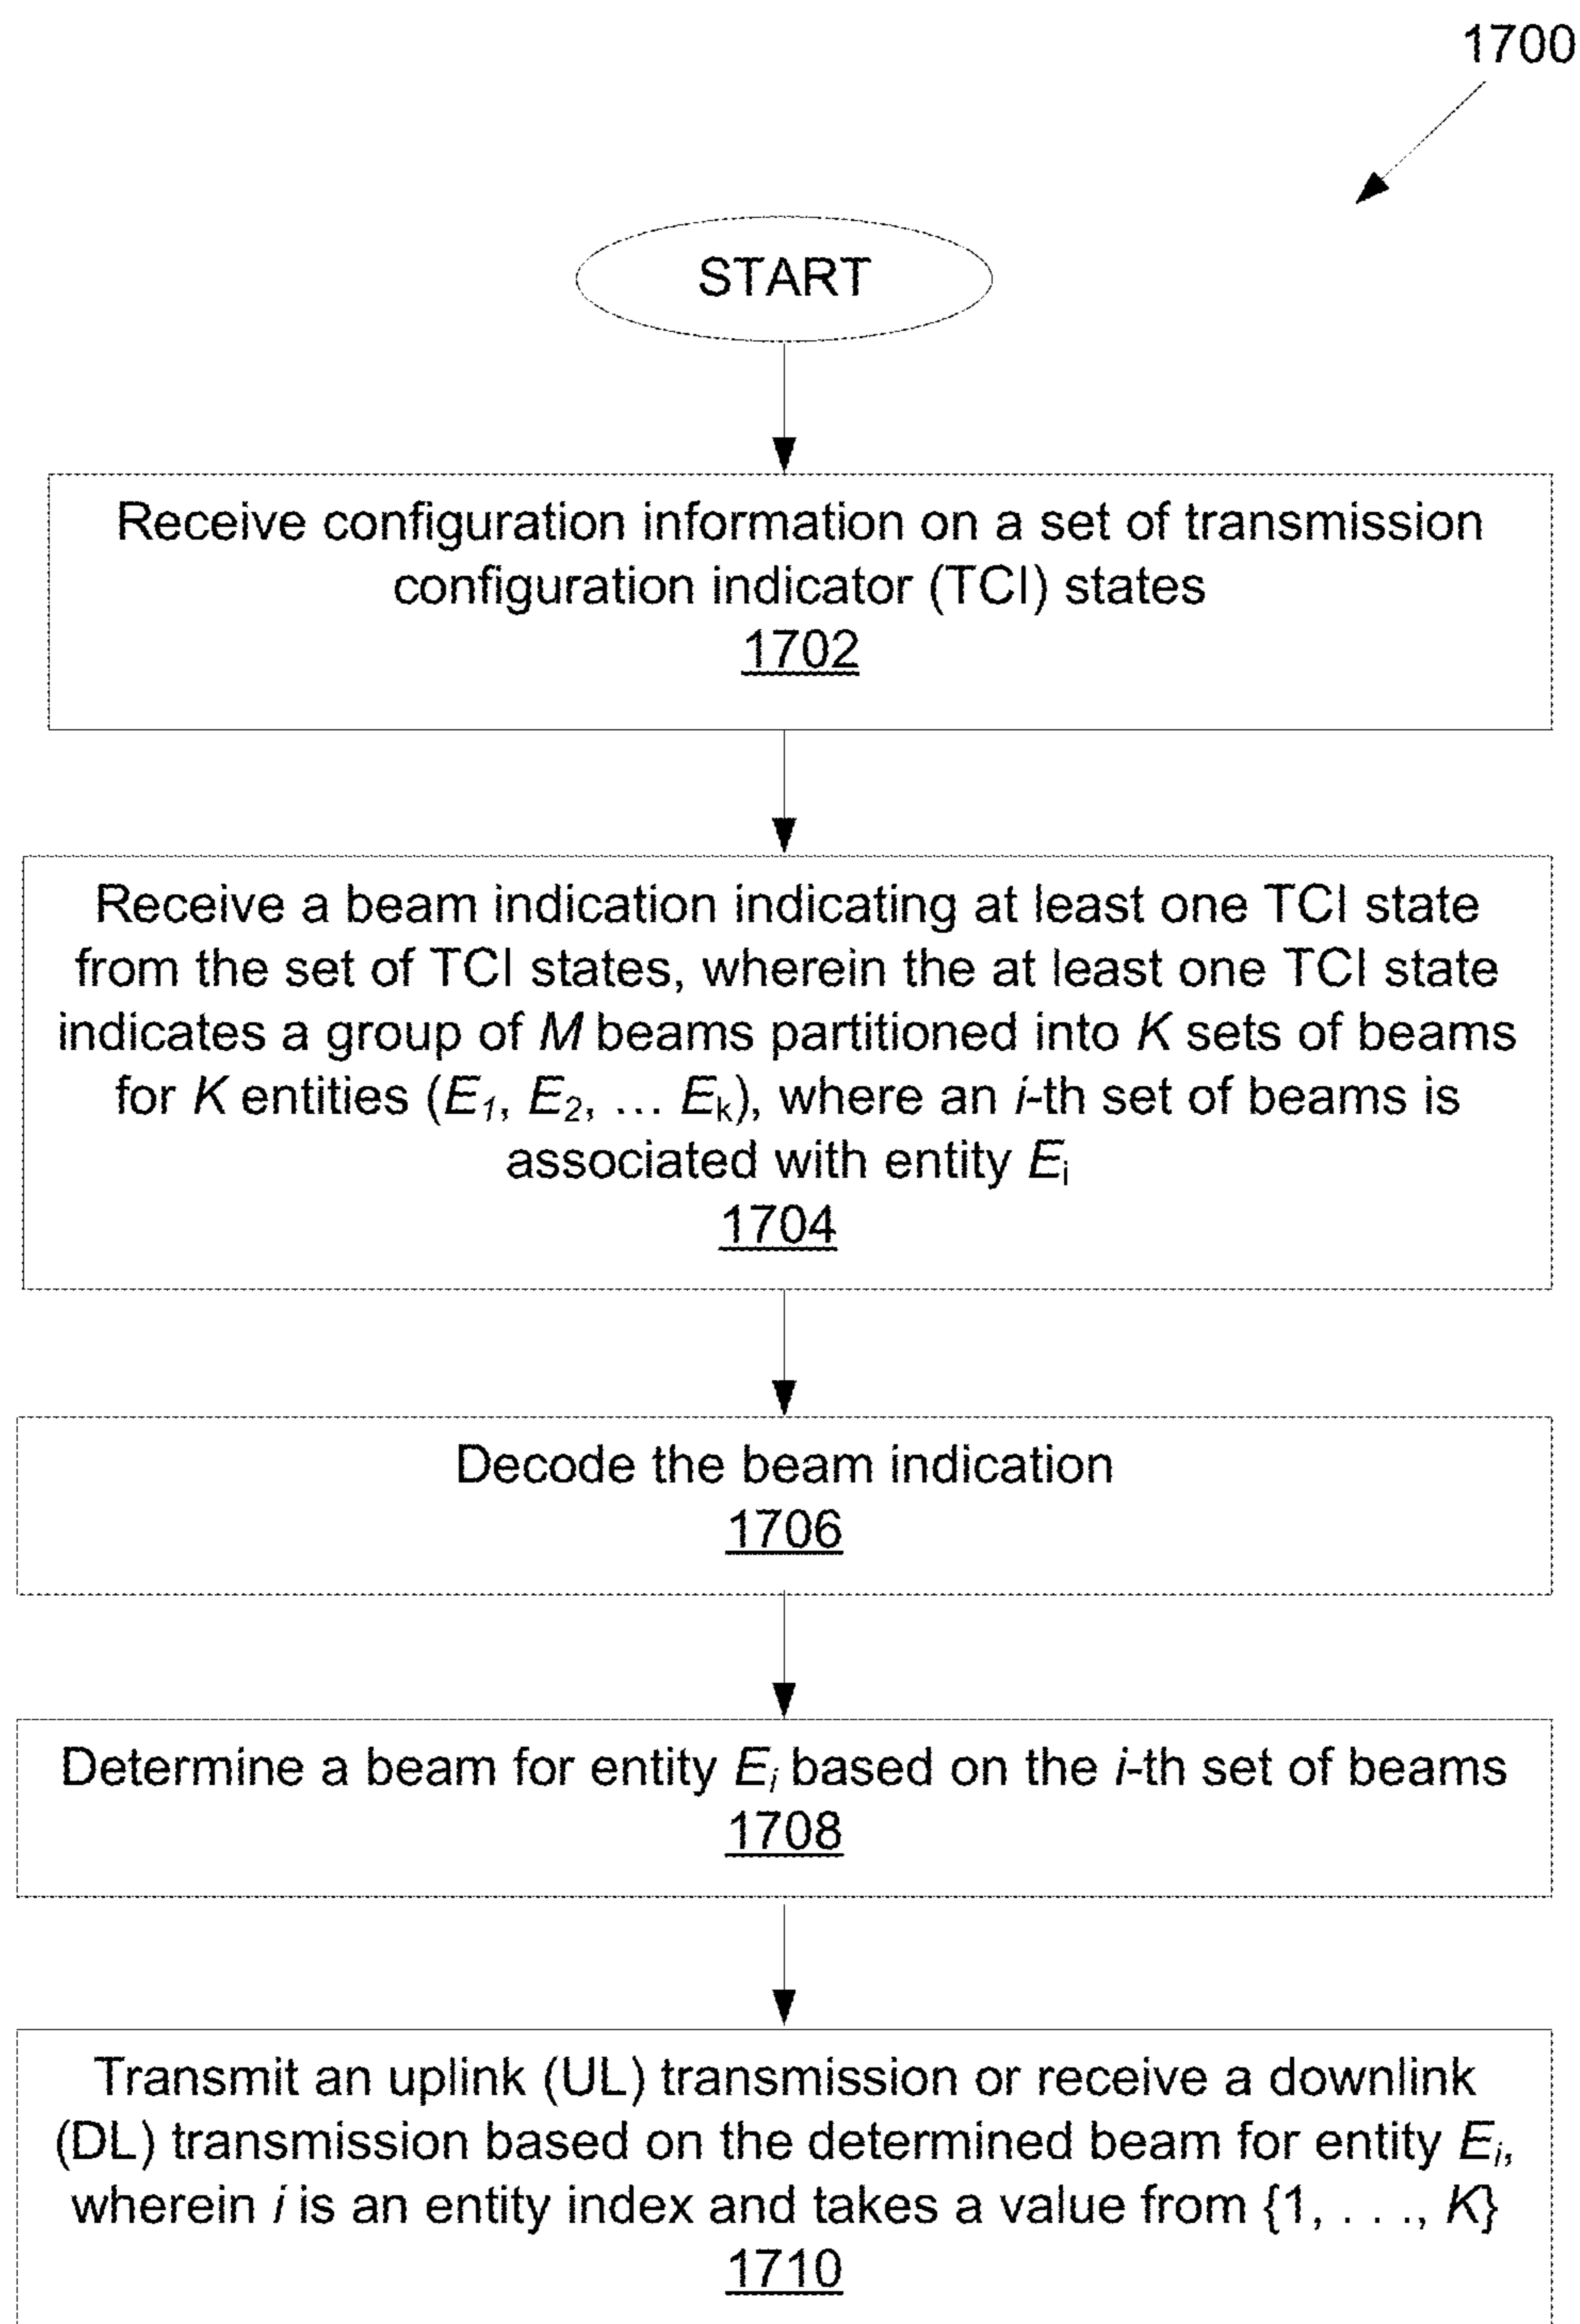 1700
START
Receive configuration information on a set of transmission
configuration indicator (TCI) states
1702
Receive a beam indication indicating at least one TCI state
from the set of TCI states, wherein the at least one TCI state
indicates a group of M beams partitioned into K sets of beams
for K entities (E1, E2, ... Ek), where an i-th set of beams is
associated with entity Ei
1704
Decode the beam indication
1706
Determine a beam for entity Ei based on the i-th set of beams
1708
Transmit an uplink (UL) transmission or receive a downlink
(DL) transmission based on the determined beam for entity Ei,
wherein i is an entity index and takes a value from {1, . . ., K}
1710